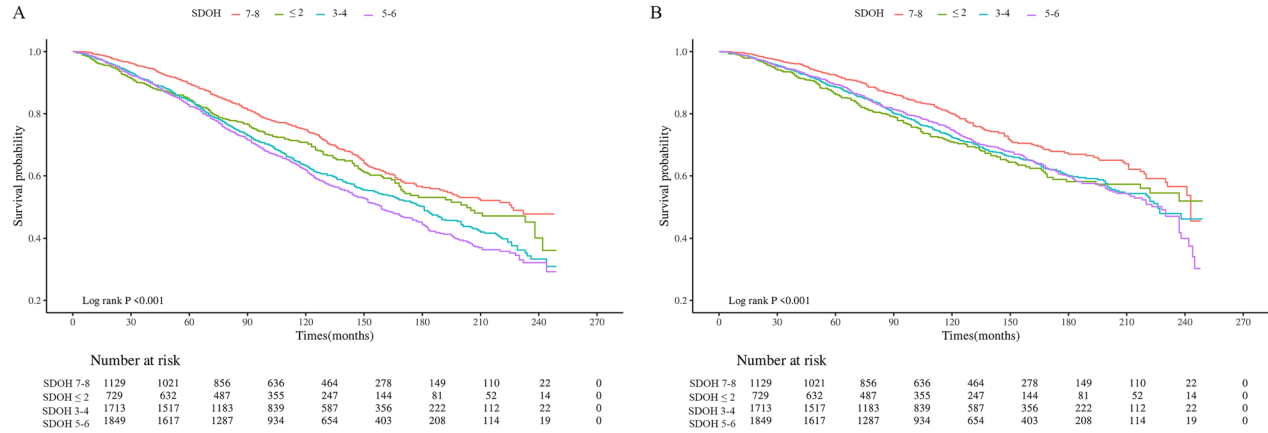 A
SDOH 7-8 ≤ 2 3-4 5-6
Survival probability
1.0
0.8
0.6
0.4
0.2
Log rank P <0.001
0 30 60 90 120 150 180 210 240 270
Times(months)
Number at risk
SDOH 7-8 1129 1021 856 636 464 278 149 110 22 0
SDOH ≤ 2 729 632 487 355 247 144 81 52 14 0
SDOH 3-4 1713 1517 1183 839 587 356 222 112 22 0
SDOH 5-6 1849 1617 1287 934 654 403 208 114 19 0
B
SDOH 7-8 ≤ 2 3-4 5-6
Survival probability
1.0
0.8
0.6
0.4
0.2
Log rank P <0.001
0 30 60 90 120 150 180 210 240 270
Times(months)
Number at risk
SDOH 7-8 1129 1021 856 636 464 278 149 110 22 0
SDOH ≤ 2 729 632 487 355 247 144 81 52 14 0
SDOH 3-4 1713 1517 1183 839 587 356 222 112 22 0
SDOH 5-6 1849 1617 1287 934 654 403 208 114 19 0